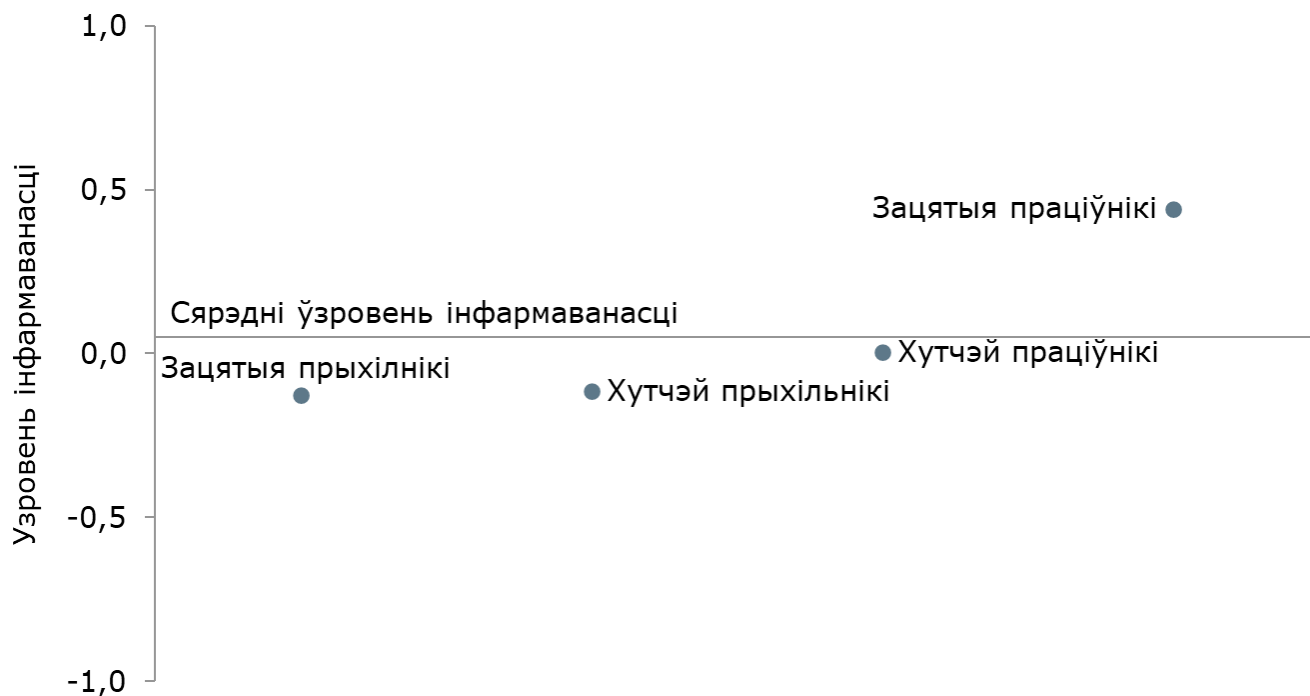 1,0
0,5
Зацятыя праціўнікі
Сярэдні ўзровень інфармаванасці
0,0
Хутчэй праціўнікі
Зацятыя прыхілнікі
Хутчэй прыхільнікі
-0,5
-1,0
Узровень інфармаванасці